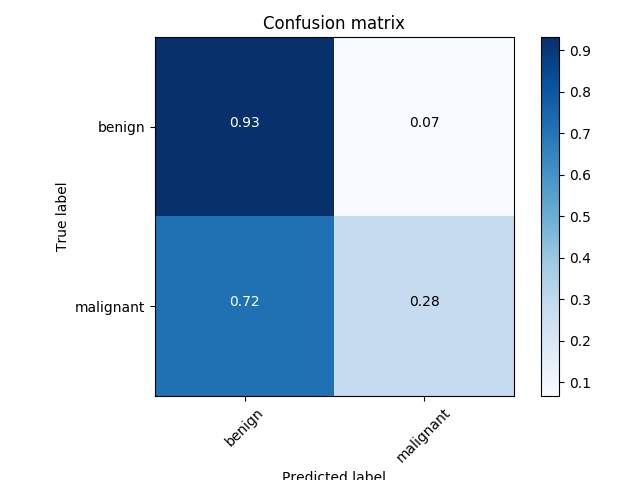 Confusion matrix
True label
benign
malignant
0.93
0.07
0.72
0.28
benign
malignant
Predicted label
0.9
0.8
0.7
0.6
0.5
0.4
0.3
0.2
0.1